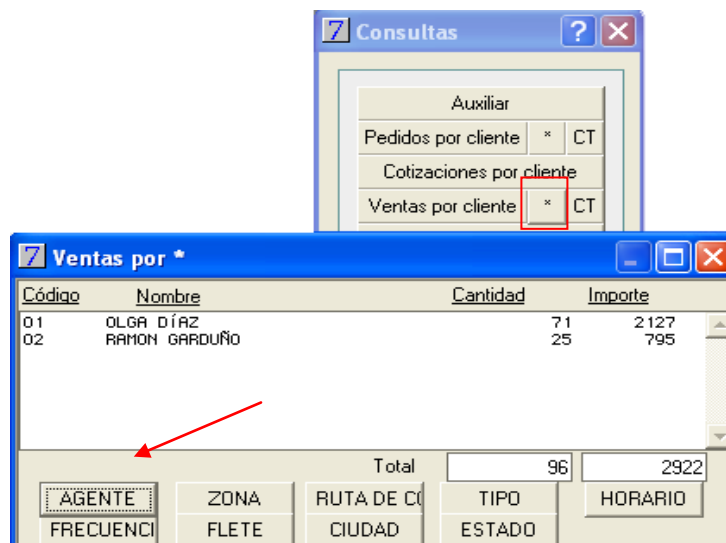 7 Consultas ? X
Auxiliar
Pedidos por cliente * CT
Cotizaciones por cliente
Ventas por cliente * CT
7 Ventas por *
Código Nombre Cantidad Importe
01 OLGA DÍAZ 71 2127
02 RAMON GARDUÑO 25 795
Total 96 2922
AGENTE ZONA RUTA DE CO TIPO HORARIO
FRECUENCI FLETE CIUDAD ESTADO